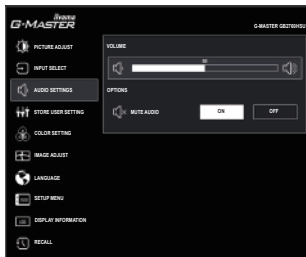 iiyama
G-MASTER
G-MASTER GB2760HSU
PICTURE ADJUST
INPUT SELECT
AUDIO SETTINGS
STORE USER SETTING
COLOR SETTING
IMAGE ADJUST
LANGUAGE
SETUP MENU
DISPLAY INFORMATION
RECALL
VOLUME
50
OPTIONS
MUTE AUDIO
ON
OFF